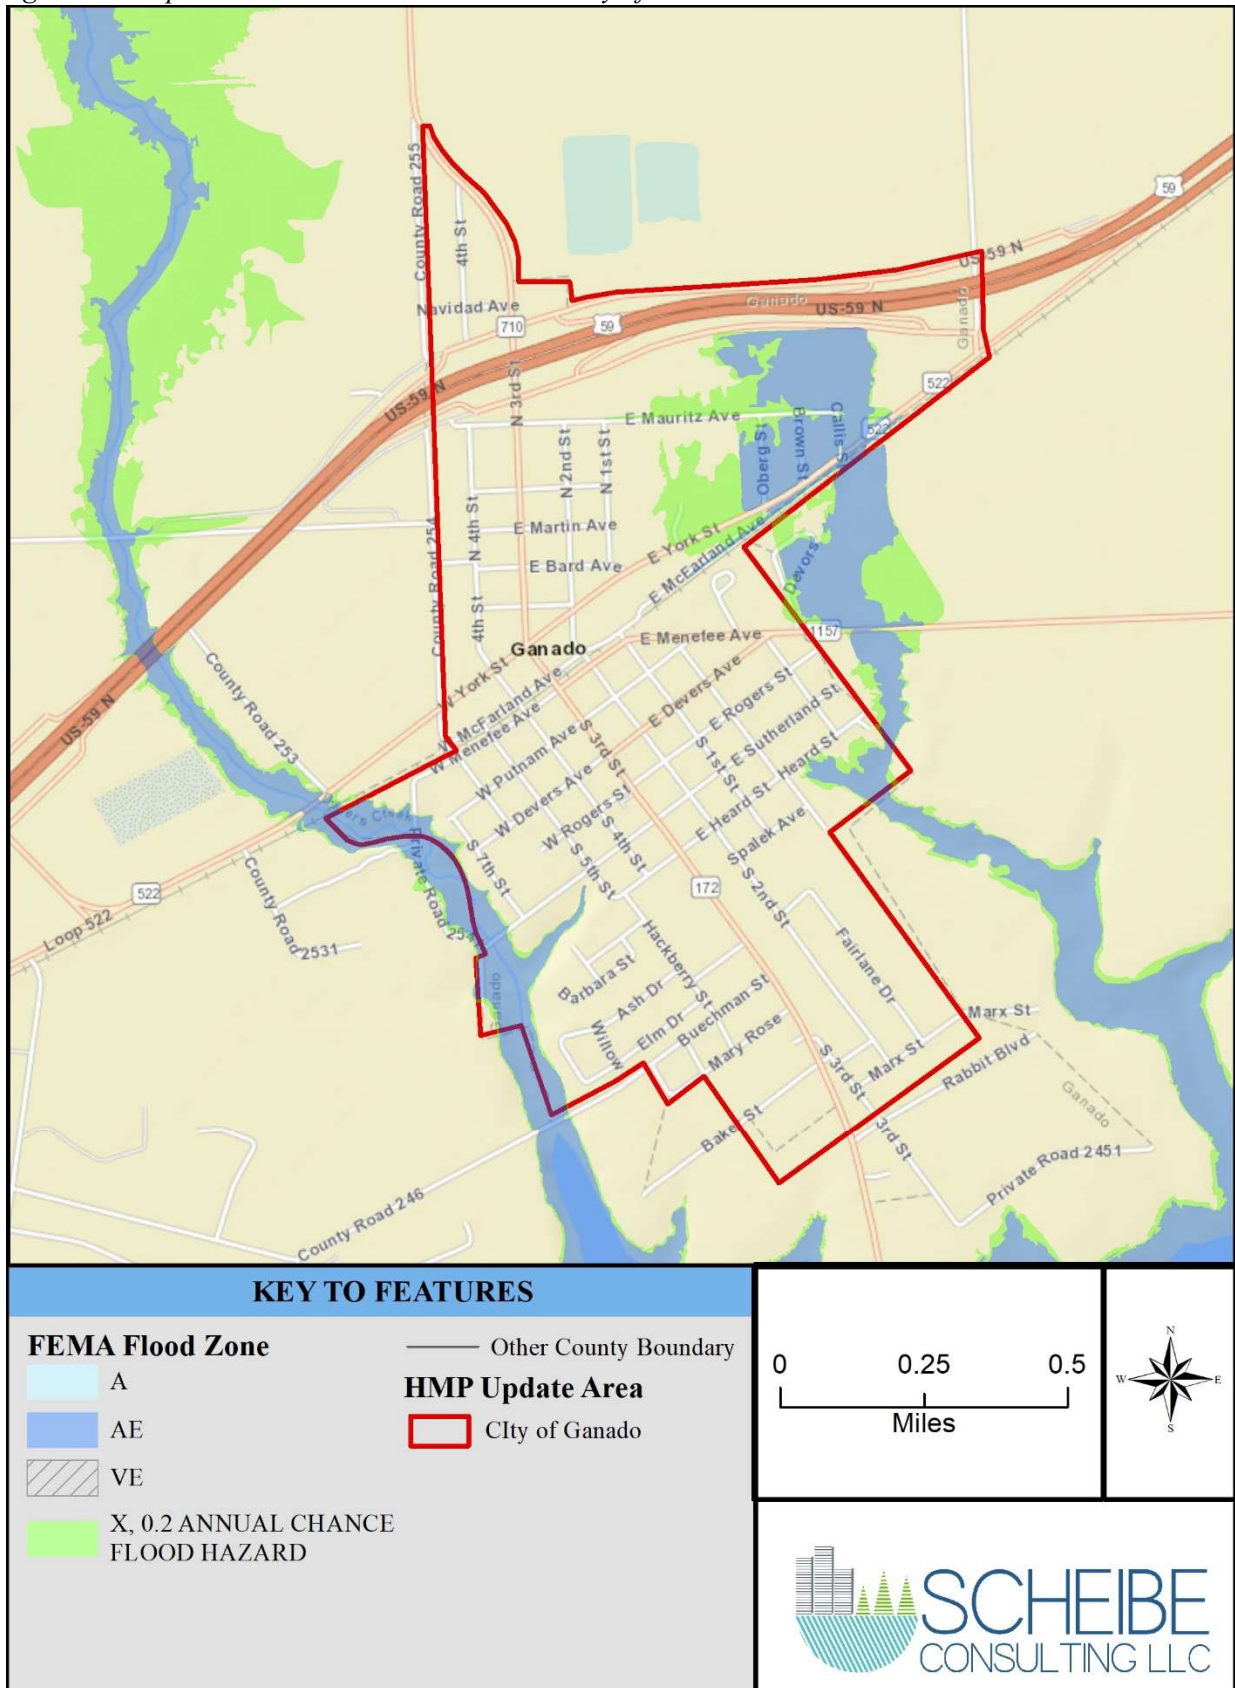 County Road 255
4th St
Navidad Ave
710
59
59
US-59 N
Ganado
US-59 N
Ganado
US-59 N
N 3rd St
522
E Mauritz Ave
Oberg St
Brown St
Callis St
522
N 2nd St
N 1st St
N 4th St
E Martin Ave
E Bard Ave
E York St
E McFarland Ave
County Road 254
4th St
Devors
Ganado
E Menefee Ave
1157
US-59 N
County Road 253
W York St
W McFarland Ave
W Menefee Ave
W Putnam Ave
W Devers Ave
W Rogers St
S 3rd St
E Devers Ave
E Rogers St
E Sutherland St
S 1st St
Heard St
E Heard St
Spalek Ave
S 4th St
S 5th St
S 7th St
S 2nd St
172
Creek
Private Road 254
522
Loop 522
County Road 2531
Ganado
Hackberry St
Barbara St
Ash Dr
Elm Dr
Willow
Buechman St
Mary Rose
Fairlane Dr
Marx St
Marx St
Rabbit Blvd
S 3rd St
3rd St
Baker St
Ganado
Private Road 2451
County Road 246
KEY TO FEATURES
FEMA Flood Zone
A
AE
VE
X, 0.2 ANNUAL CHANCE
FLOOD HAZARD
Other County Boundary
HMP Update Area
CIty of Ganado
0 0.25 0.5
Miles
N
W E
S
SCHEIBE
CONSULTING LLC